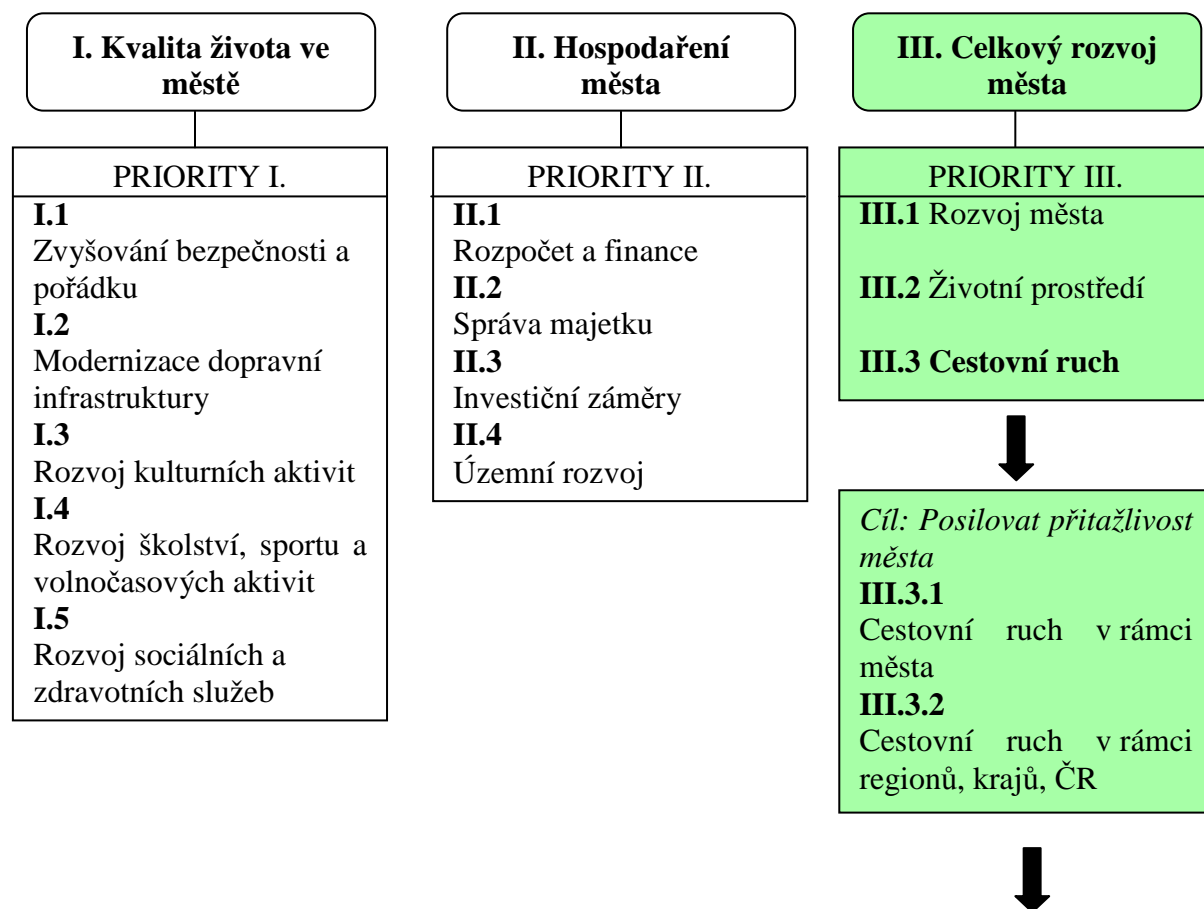 I. Kvalita života ve
městě
PRIORITY I.
I.1
Zvyšování bezpečnosti a
pořádku
I.2
Modernizace dopravní
infrastruktury
I.3
Rozvoj kulturních aktivit
I.4
Rozvoj školství, sportu a
volnočasových aktivit
I.5
Rozvoj sociálních a
zdravotních služeb
II. Hospodaření
města
PRIORITY II.
II.1
Rozpočet a finance
II.2
Správa majetku
II.3
Investiční záměry
II.4
Územní rozvoj
III. Celkový rozvoj
města
PRIORITY III.
III.1 Rozvoj města
III.2 Životní prostředí
III.3 Cestovní ruch
Cíl: Posilovat přitažlivost
města
III.3.1
Cestovní ruch v rámci
města
III.3.2
Cestovní ruch v rámci
regionů, krajů, ČR